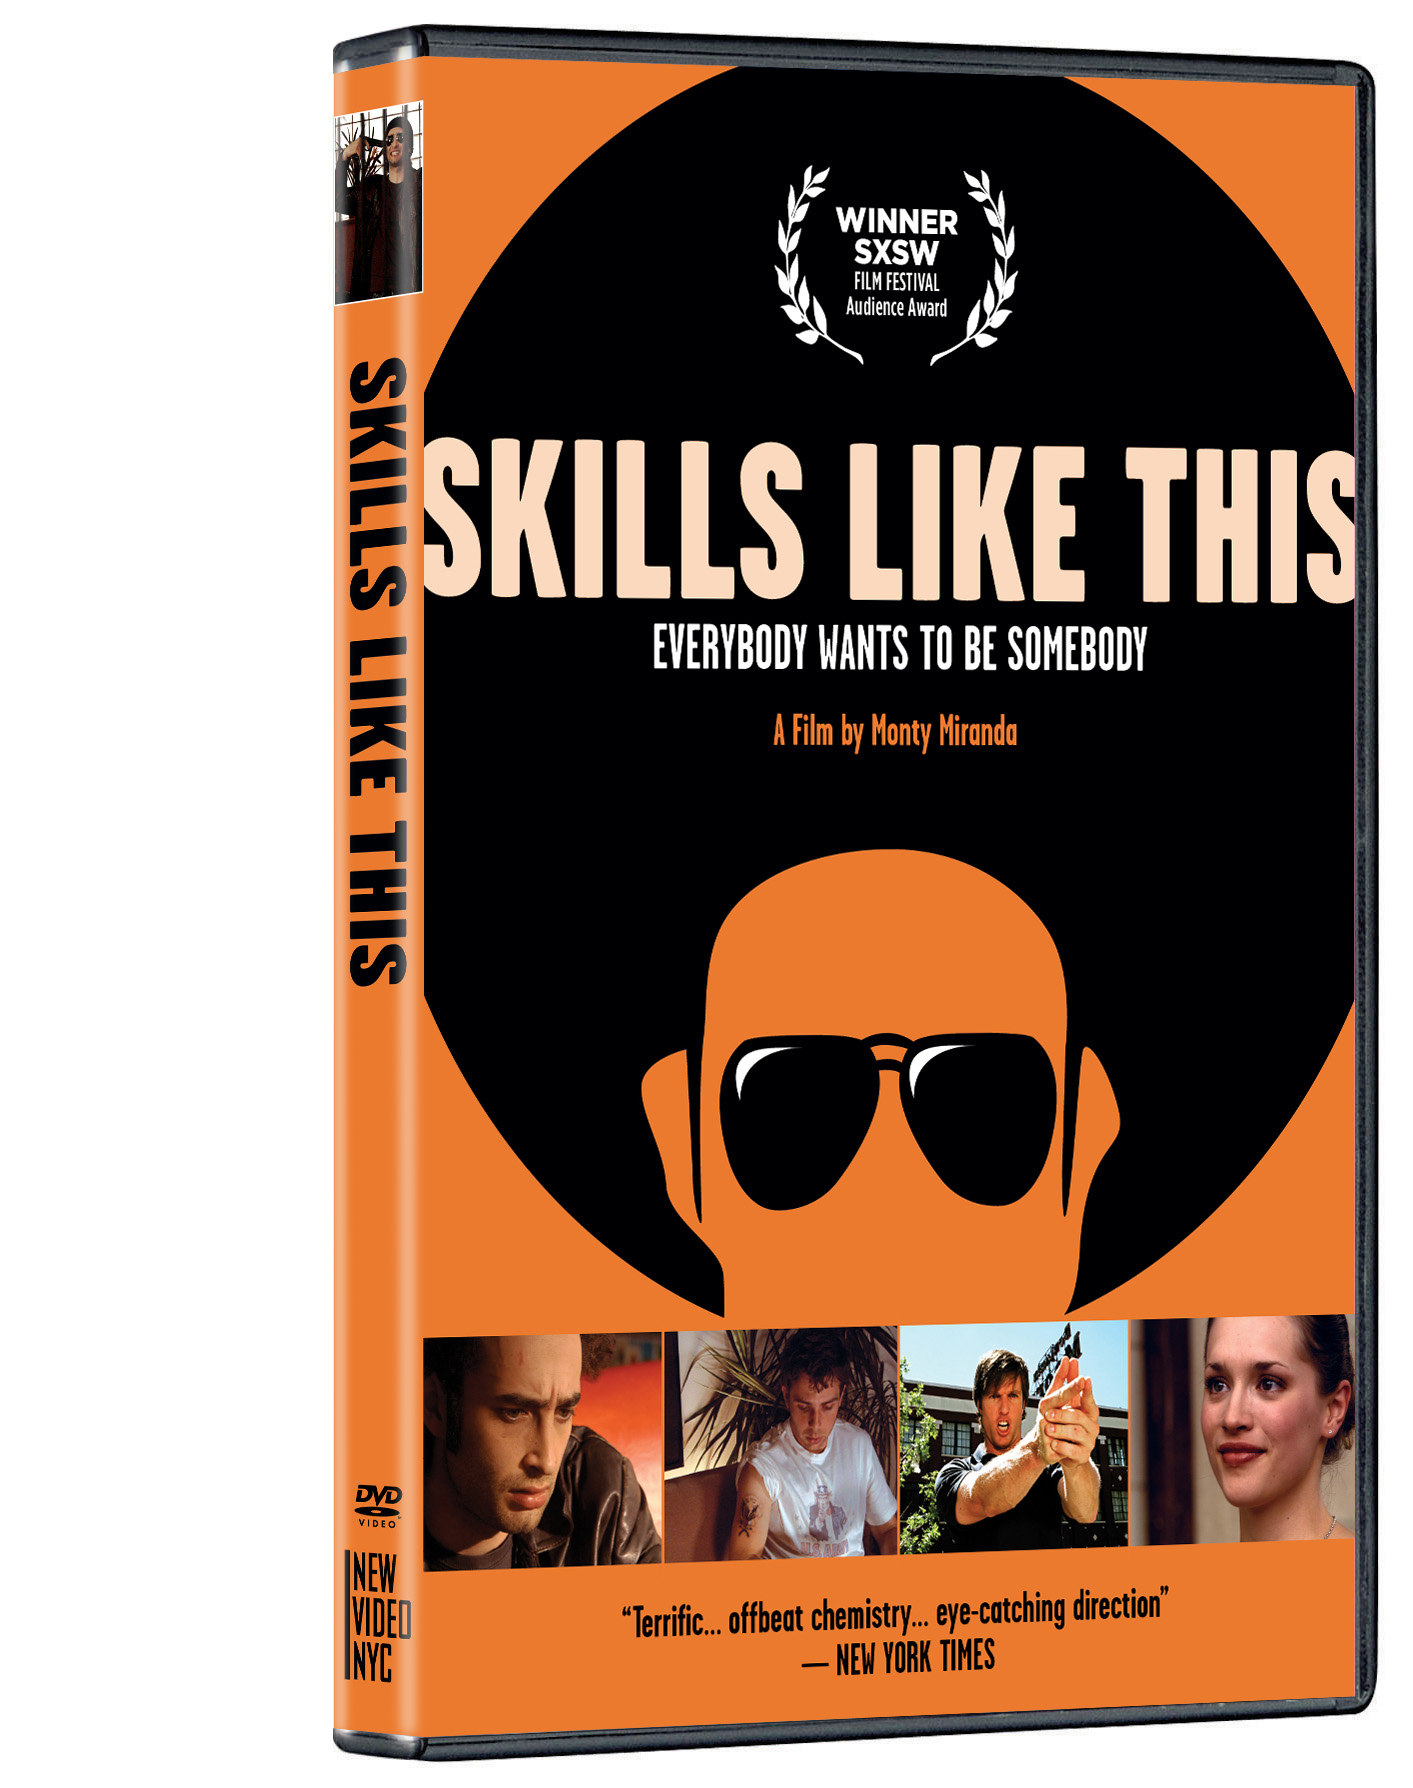 SKILLS LIKE THIS
DVD
VIDEO
NEW
VIDEO
NYC
WINNER
SXSW
FILM FESTIVAL
Audience Award
SKILLS LIKE THIS
EVERYBODY WANTS TO BE SOMEBODY
A Film by Monty Miranda
“Terrific... offbeat chemistry... eye-catching direction”
— NEW YORK TIMES